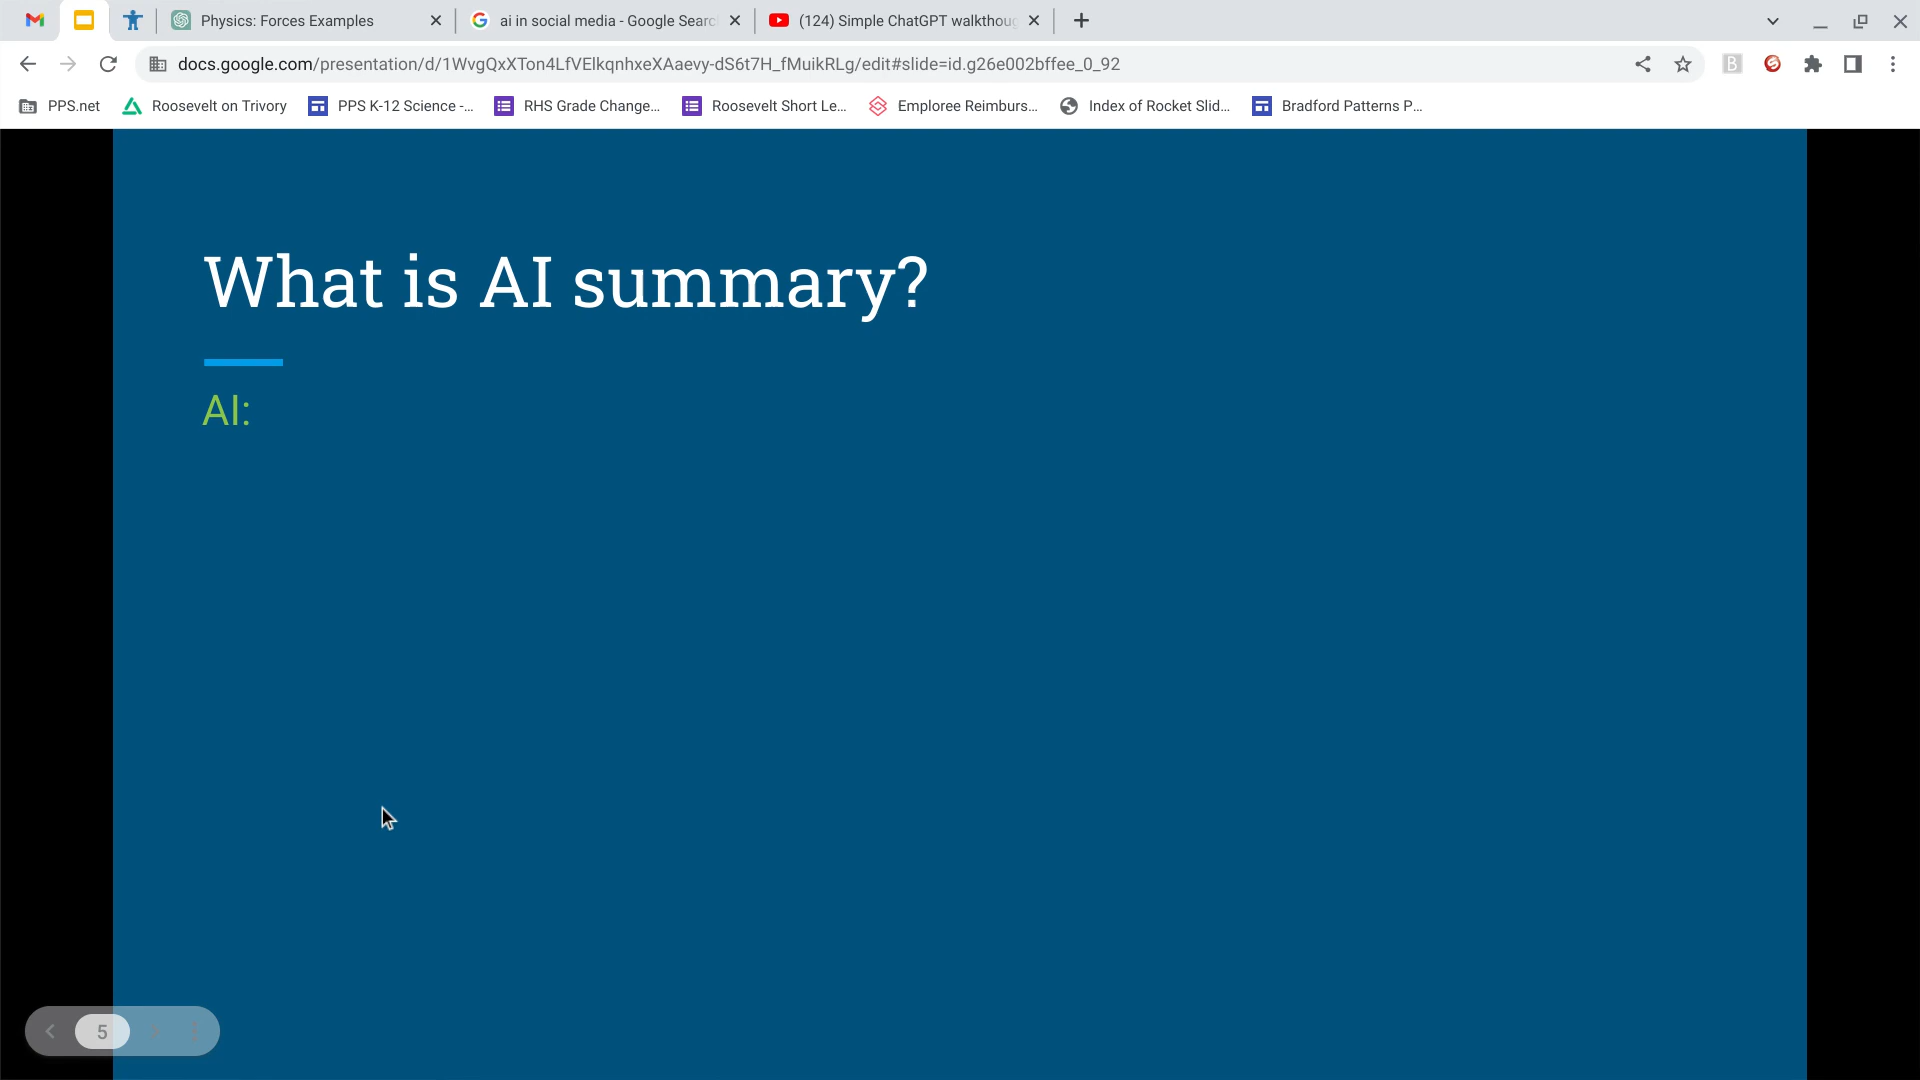 Physics: Forces Examples
ai in social media - Google Searc
(124) Simple ChatGPT walkthoug
docs.google.com/presentation/d/1WvgQxXTon4LfVElkqnhxeXAaevy-dS6t7H_fMuikRLg/edit#slide=id.g26e002bffee_0_92
PPS.net
Roosevelt on Trivory
PPS K-12 Science -...
RHS Grade Change...
Roosevelt Short Le...
Emploree Reimburs...
Index of Rocket Slid...
Bradford Patterns P...
What is AI summary?
AI:
5